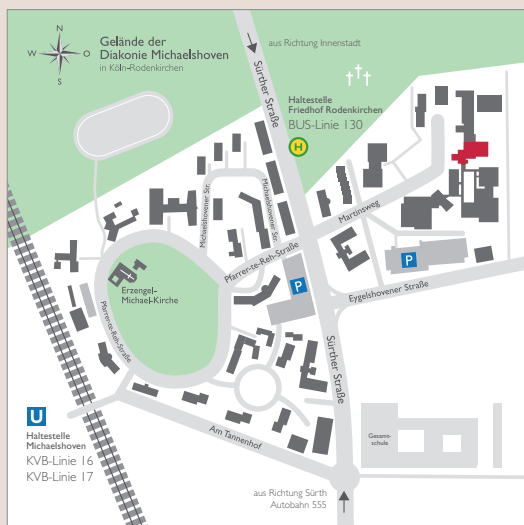 N
W
O
S
Gelände der
Diakonie Michaelshoven
in Köln-Rodenkirchen
aus Richtung Innenstadt
Sürther Straße
Haltestelle
Friedhof Rodenkirchen
BUS-Linie 130
H
Michaelshovener Str.
Michaelshovener Str.
Martinsweg
Pfarrer-te-Reh-Straße
P
P
Eygelshovener Straße
Erzengel-
Michael-Kirche
Pfarrer-te-Reh-Straße
Sürther Straße
U
Haltestelle
Michaelshoven
KVB-Linie 16
KVB-Linie 17
Am Tannenhof
Gesamt-
schule
aus Richtung Sürth
Autobahn 555